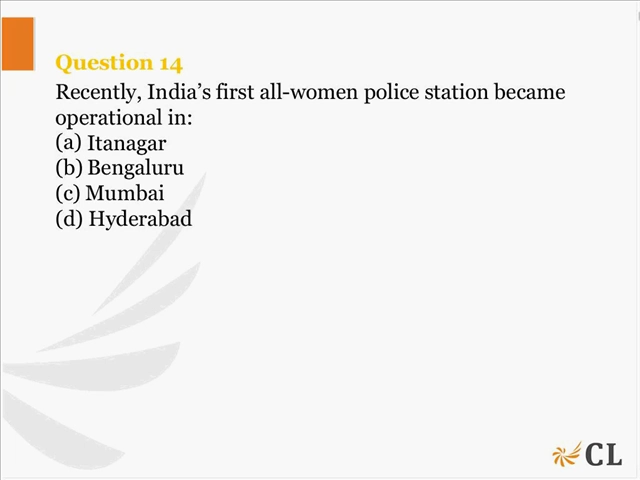 Question 14
Recently, India's first all-women police station became
operational in:
(a) Itanagar
(b) Bengaluru
(c) Mumbai
(d) Hyderabad
CL